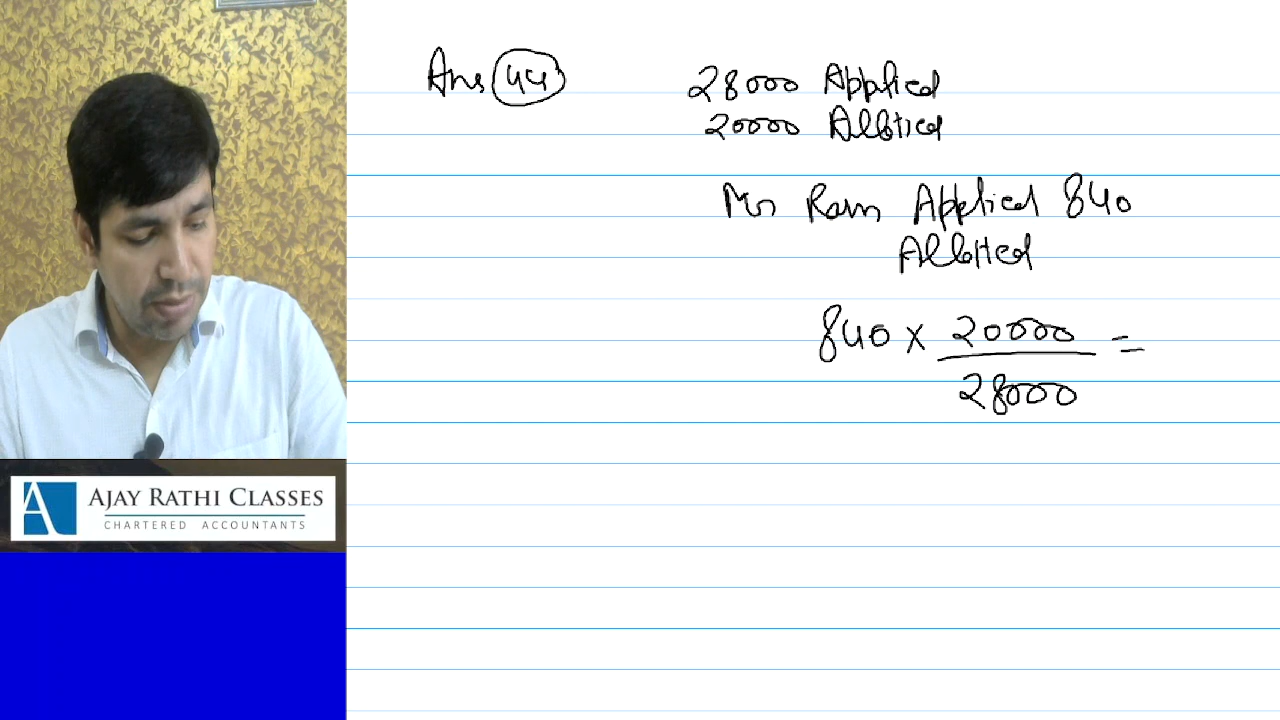 Ans 44
28000 Applied
20000 Allotted
Mr Ram Applied 840
Allotted
840 × 20000 =
28000
AJAY RATHI CLASSES
CHARTERED ACCOUNTANTS